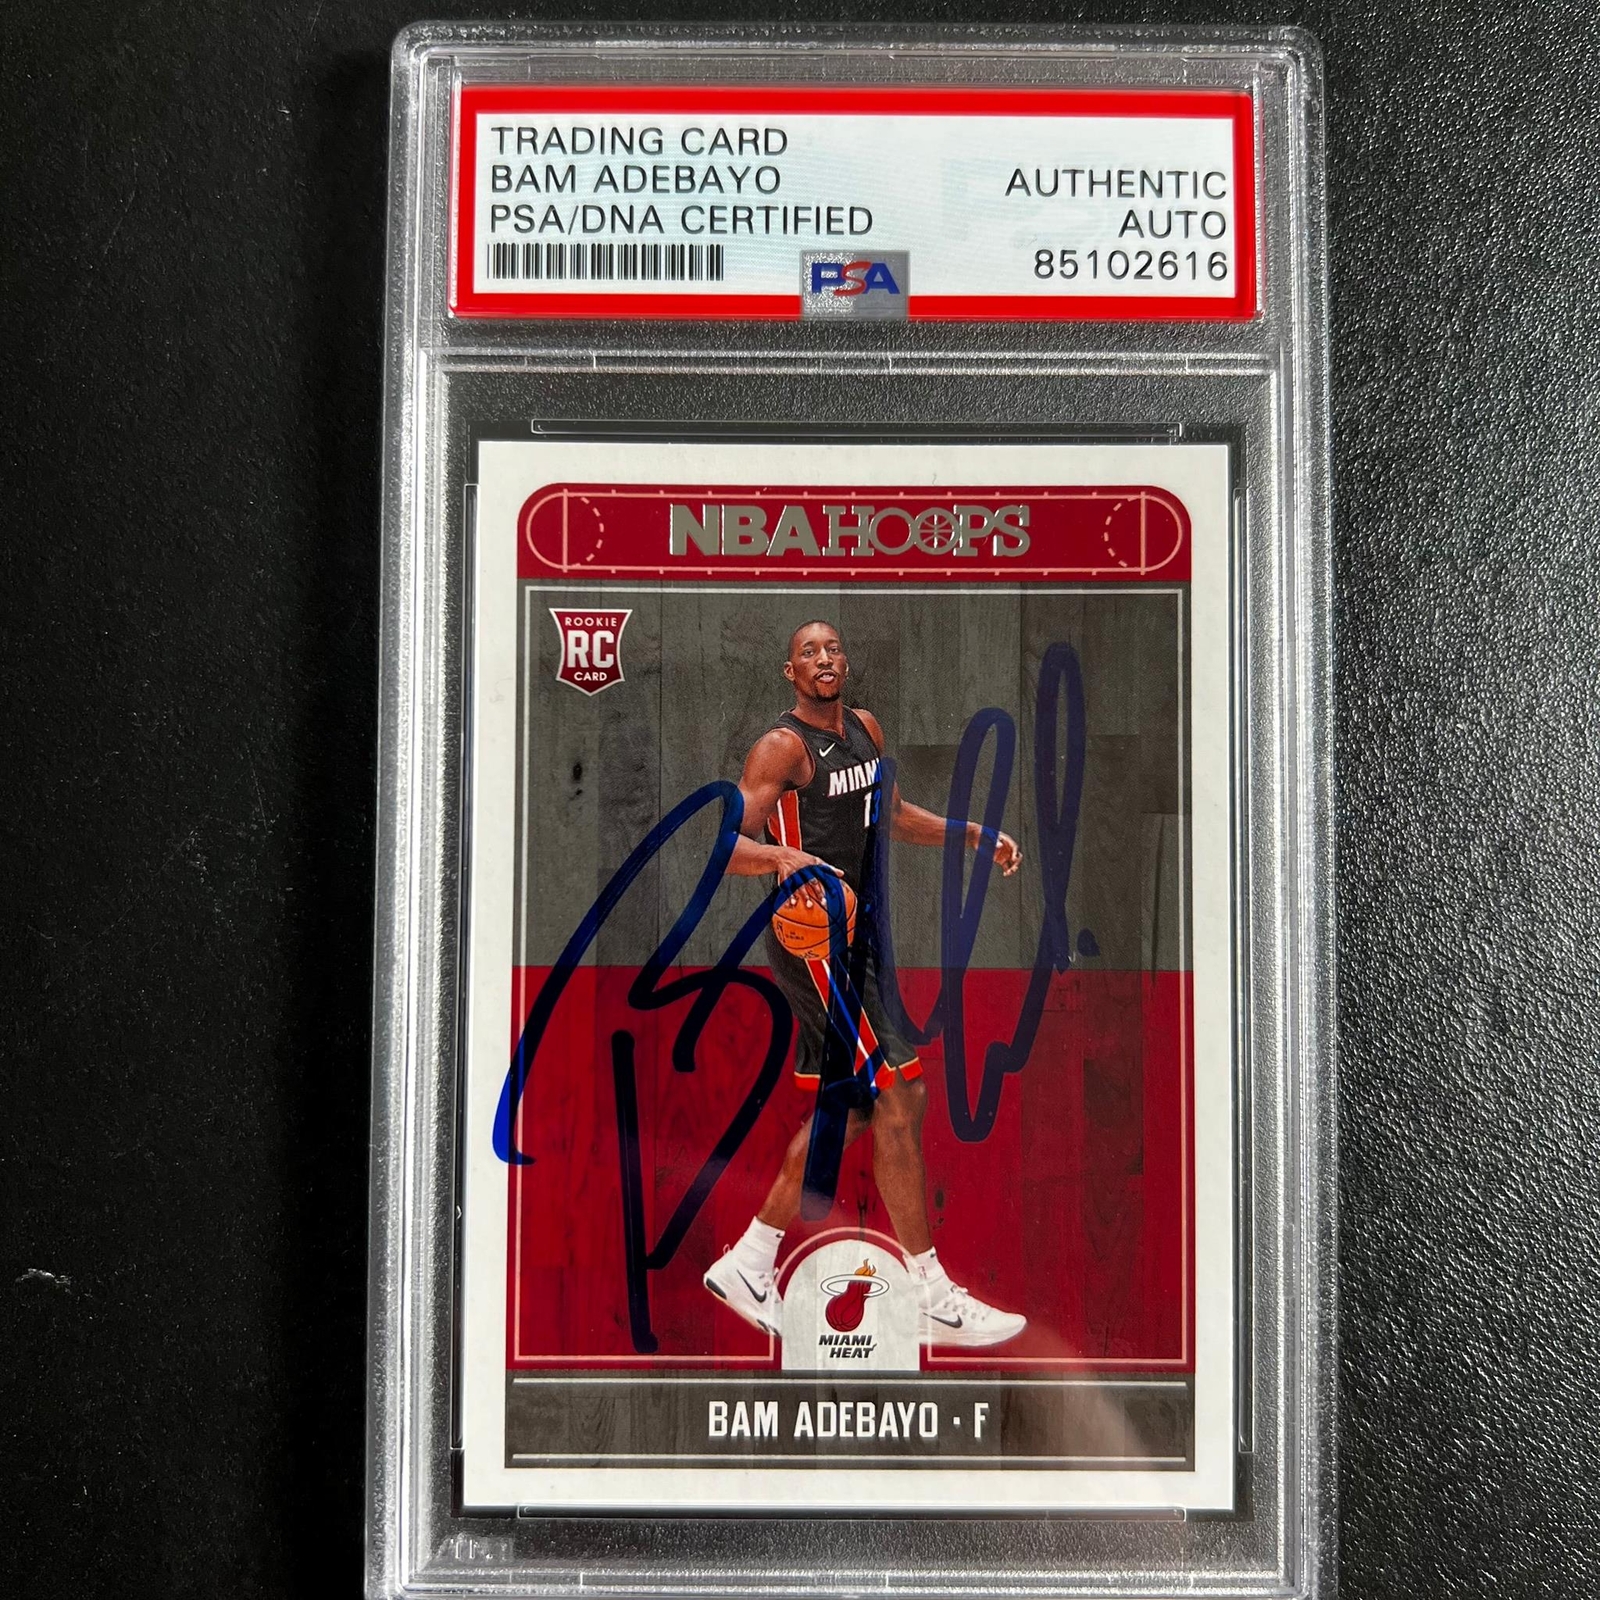 TRADING CARD
BAM ADEBAYO
PSA/DNA CERTIFIED
AUTHENTIC
AUTO
85102616
PSA
NBA HOOPS
ROOKIE
RC
CARD
MIAMI
13
MIAMI
HEAT
BAM ADEBAYO · F